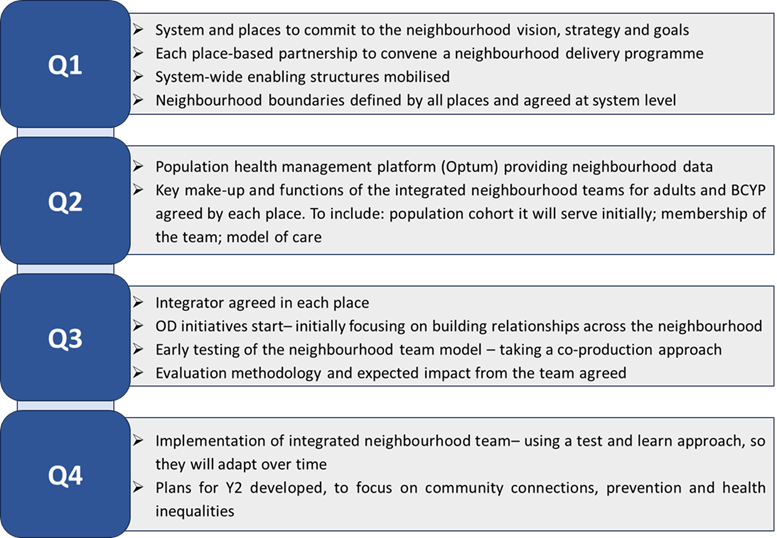 Q1
➢ System and places to commit to the neighbourhood vision, strategy and goals
➢ Each place-based partnership to convene a neighbourhood delivery programme
➢ System-wide enabling structures mobilised
➢ Neighbourhood boundaries defined by all places and agreed at system level
Q2
➢ Population health management platform (Optum) providing neighbourhood data
➢ Key make-up and functions of the integrated neighbourhood teams for adults and BCYP
agreed by each place. To include: population cohort it will serve initially; membership of
the team; model of care
Q3
➢ Integrator agreed in each place
➢ OD initiatives start– initially focusing on building relationships across the neighbourhood
➢ Early testing of the neighbourhood team model – taking a co-production approach
➢ Evaluation methodology and expected impact from the team agreed
Q4
➢ Implementation of integrated neighbourhood team– using a test and learn approach, so
they will adapt over time
➢ Plans for Y2 developed, to focus on community connections, prevention and health
inequalities